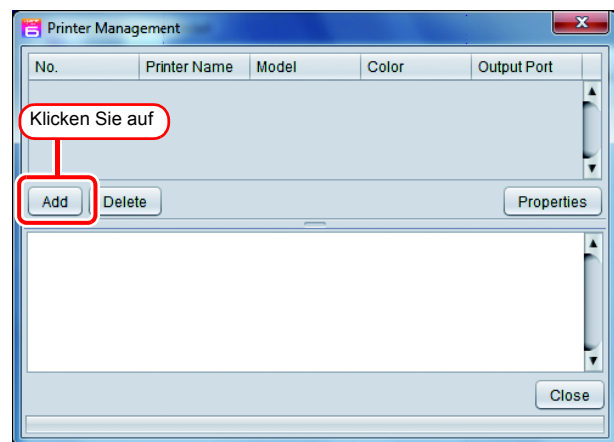 Printer Management
No. Printer Name Model Color Output Port
Klicken Sie auf
Add Delete Properties
Close